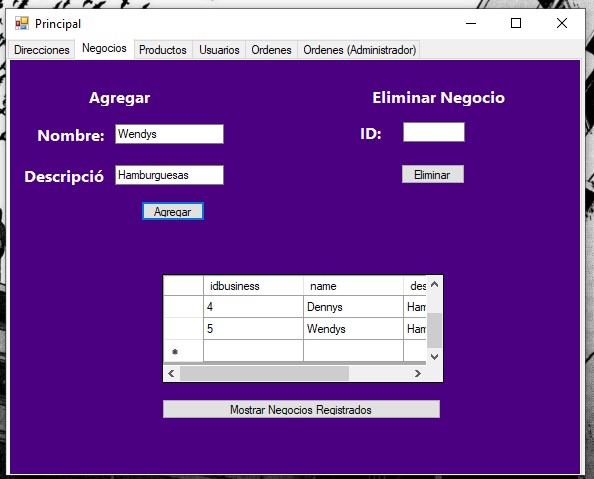 Principal
Direcciones Negocios Productos Usuarios Ordenes Ordenes (Administrador)
Agregar Eliminar Negocio
Nombre: Wendys ID:
Descripció Hamburguesas Eliminar
Agregar
idbusiness name des
4 Dennys Ham
5 Wendys Ham
*
Mostrar Negocios Registrados